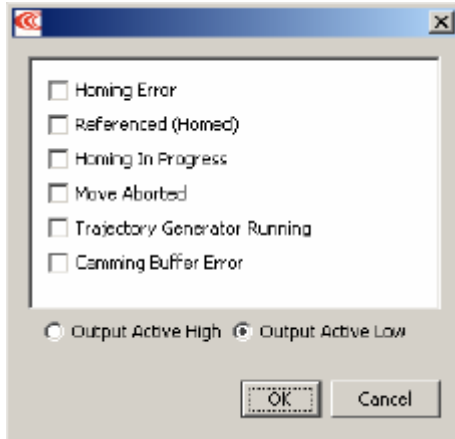 Homing Error
Referenced (Homed)
Homing In Progress
Move Aborted
Trajectory Generator Running
Camming Buffer Error
Output Active High Output Active Low
OK Cancel